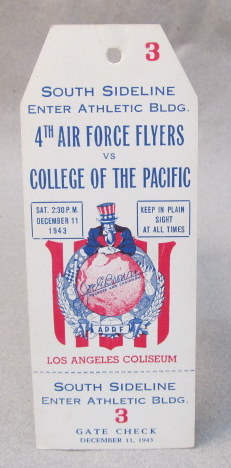 3
SOUTH SIDELINE
ENTER ATHLETIC BLDG.
4TH AIR FORCE FLYERS
VS
COLLEGE OF THE PACIFIC
SAT. 2:30 P.M.
DECEMBER 11
1943
KEEP IN PLAIN
SIGHT
AT ALL TIMES
LOS ANGELES COLISEUM
SOUTH SIDELINE
ENTER ATHLETIC BLDG.
3
GATE CHECK
DECEMBER 11, 1943